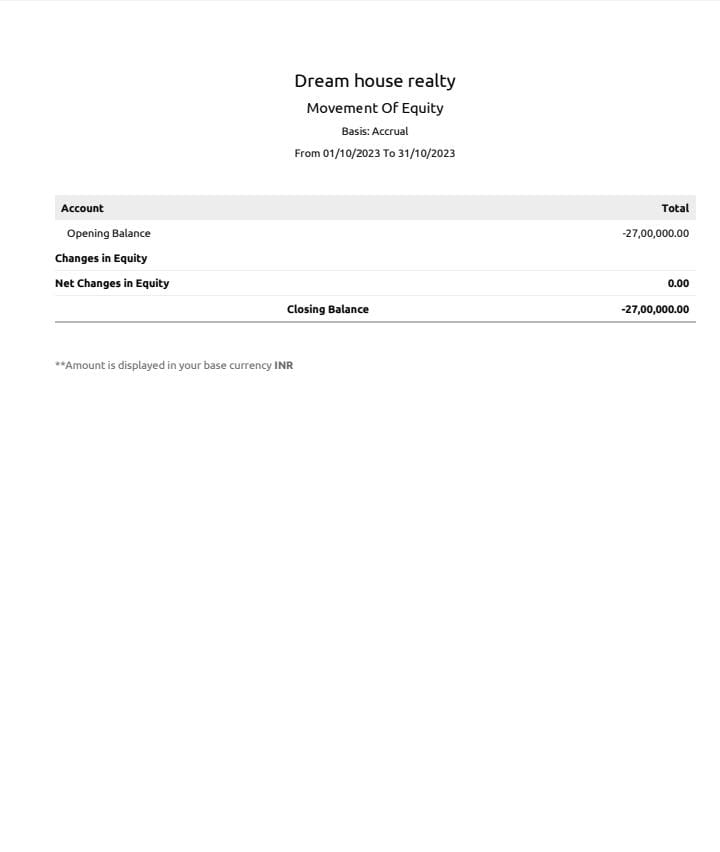 Dream house realty
Movement Of Equity
Basis: Accrual
From 01/10/2023 To 31/10/2023
Account Total
Opening Balance -27,00,000.00
Changes in Equity
Net Changes in Equity 0.00
Closing Balance -27,00,000.00
**Amount is displayed in your base currency INR